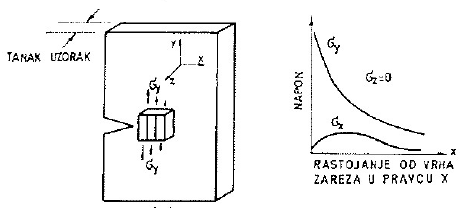 TANAK UZORAK
y
x
z
σy
σy
NAPON
σy
σz=0
σx
x
RASTOJANJE OD VRHA
ZAREZA U PRAVCU X